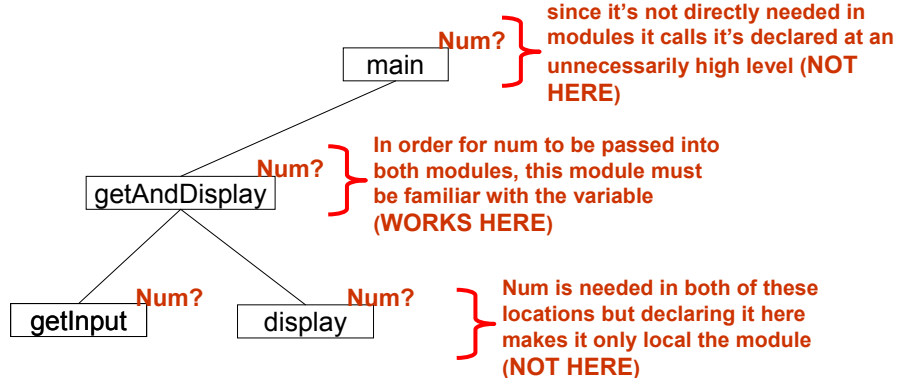 since it's not directly needed in
modules it calls it's declared at an
unnecessarily high level (NOT
HERE)
Num?
main
In order for num to be passed into
both modules, this module must
be familiar with the variable
(WORKS HERE)
Num?
getAndDisplay
Num?
getInput
Num?
display
Num is needed in both of these
locations but declaring it here
makes it only local the module
(NOT HERE)